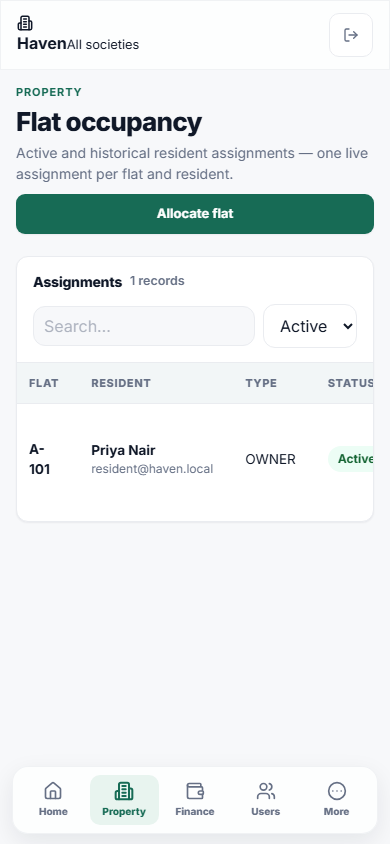 HavenAll societies
PROPERTY
Flat occupancy
Active and historical resident assignments — one live
assignment per flat and resident.
Allocate flat
Assignments 1 records
Search... Active
FLAT RESIDENT TYPE STATUS
A-
101
Priya Nair
resident@haven.local
OWNER
Active
Home Property Finance Users More